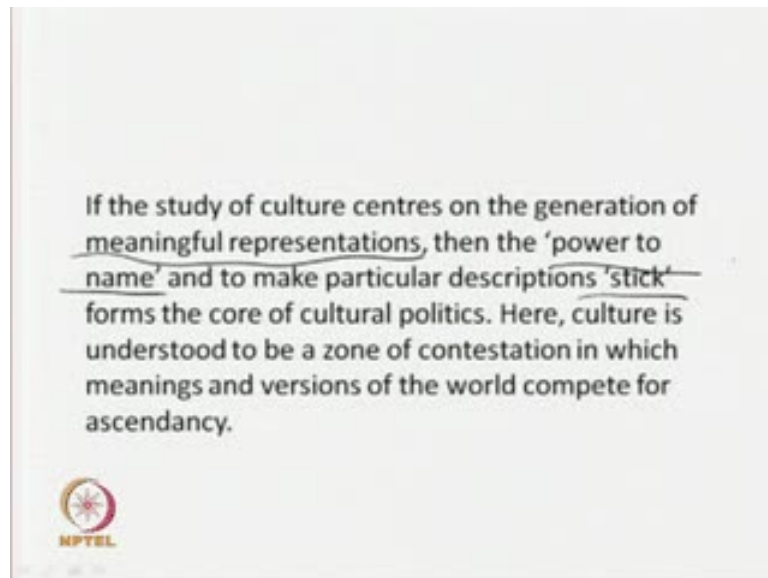 If the study of culture centres on the generation of
meaningful representations, then the ‘power to
name’ and to make particular descriptions ‘stick’
forms the core of cultural politics. Here, culture is
understood to be a zone of contestation in which
meanings and versions of the world compete for
ascendancy.
NPTEL